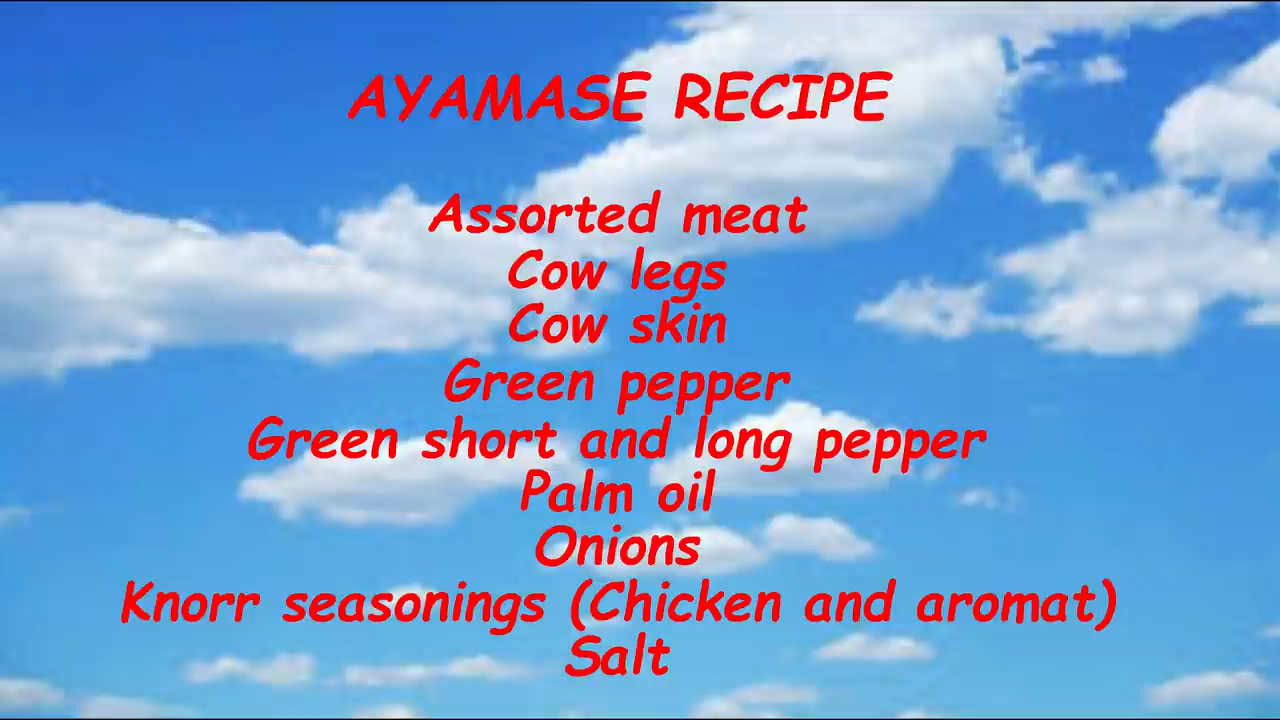 AYAMASE RECIPE
Assorted meat
Cow legs
Cow skin
Green pepper
Green short and long pepper
Palm oil
Onions
Knorr seasonings (Chicken and aromat)
Salt